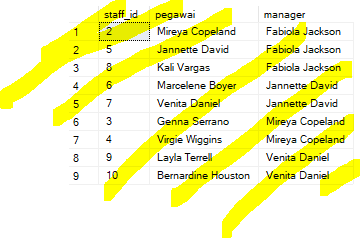 staff_id pegawai manager
1 2 Mireya Copeland Fabiola Jackson
2 5 Jannette David Fabiola Jackson
3 8 Kali Vargas Fabiola Jackson
4 6 Marcelene Boyer Jannette David
5 7 Venita Daniel Jannette David
6 3 Genna Serrano Mireya Copeland
7 4 Virgie Wiggins Mireya Copeland
8 9 Layla Terrell Venita Daniel
9 10 Bernardine Houston Venita Daniel